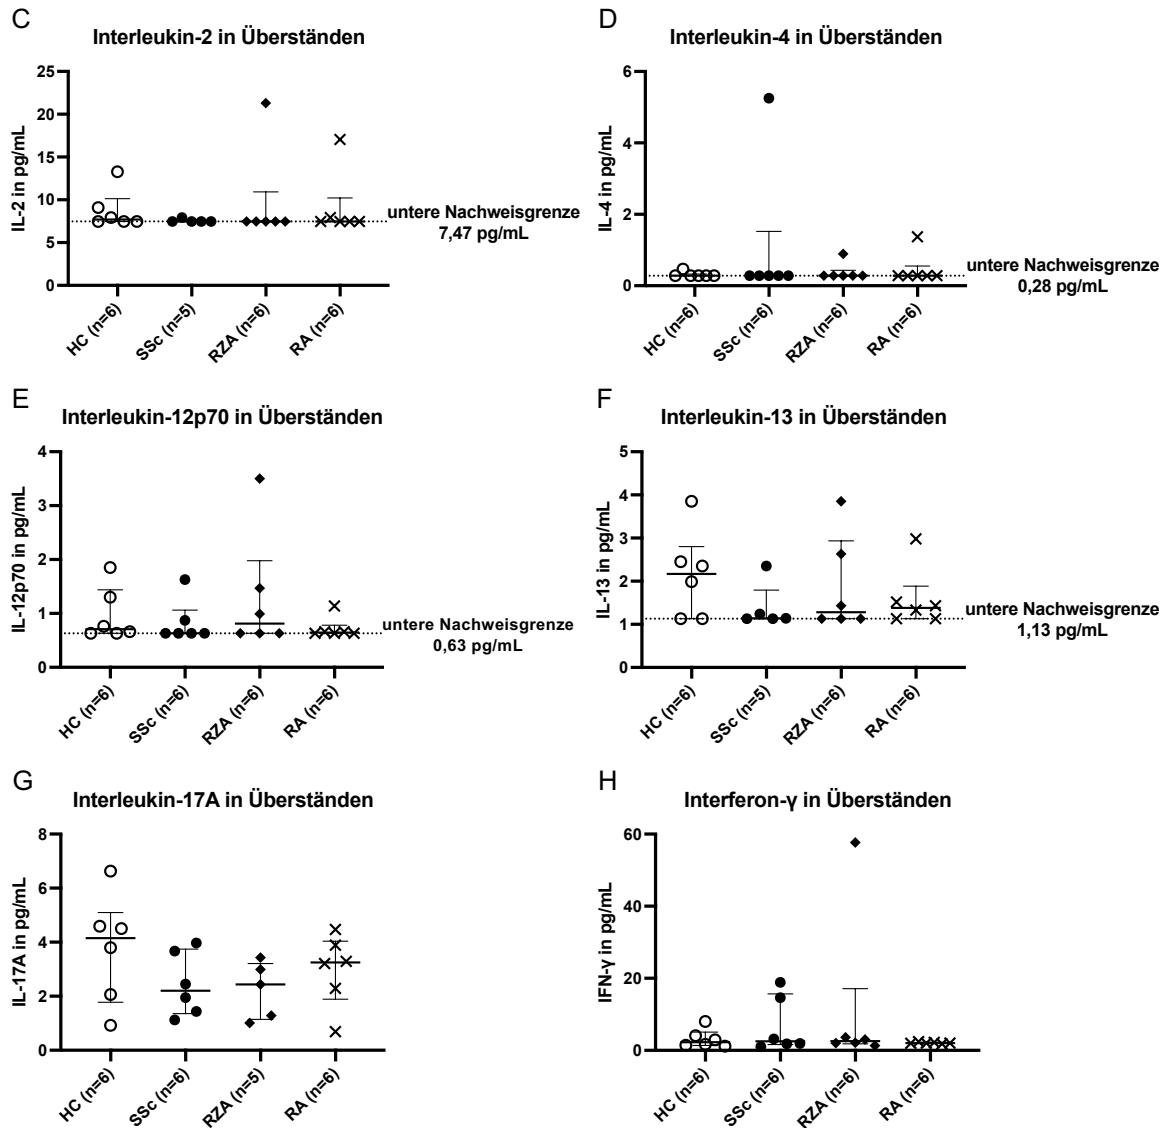 C
Interleukin-2 in Überständen
IL-2 in pg/mL
25
20
15
10
5
0
untere Nachweisgrenze
7,47 pg/mL
HC (n=6)
SSc (n=5)
RZA (n=6)
RA (n=6)
D
Interleukin-4 in Überständen
IL-4 in pg/mL
6
4
2
0
untere Nachweisgrenze
0,28 pg/mL
HC (n=6)
SSc (n=6)
RZA (n=6)
RA (n=6)
E
Interleukin-12p70 in Überständen
IL-12p70 in pg/mL
4
3
2
1
0
untere Nachweisgrenze
0,63 pg/mL
HC (n=6)
SSc (n=6)
RZA (n=6)
RA (n=6)
F
Interleukin-13 in Überständen
IL-13 in pg/mL
5
4
3
2
1
0
untere Nachweisgrenze
1,13 pg/mL
HC (n=6)
SSc (n=5)
RZA (n=6)
RA (n=6)
G
Interleukin-17A in Überständen
IL-17A in pg/mL
8
6
4
2
0
HC (n=6)
SSc (n=6)
RZA (n=5)
RA (n=6)
H
Interferon-γ in Überständen
IFN-γ in pg/mL
60
40
20
0
HC (n=6)
SSc (n=6)
RZA (n=6)
RA (n=6)